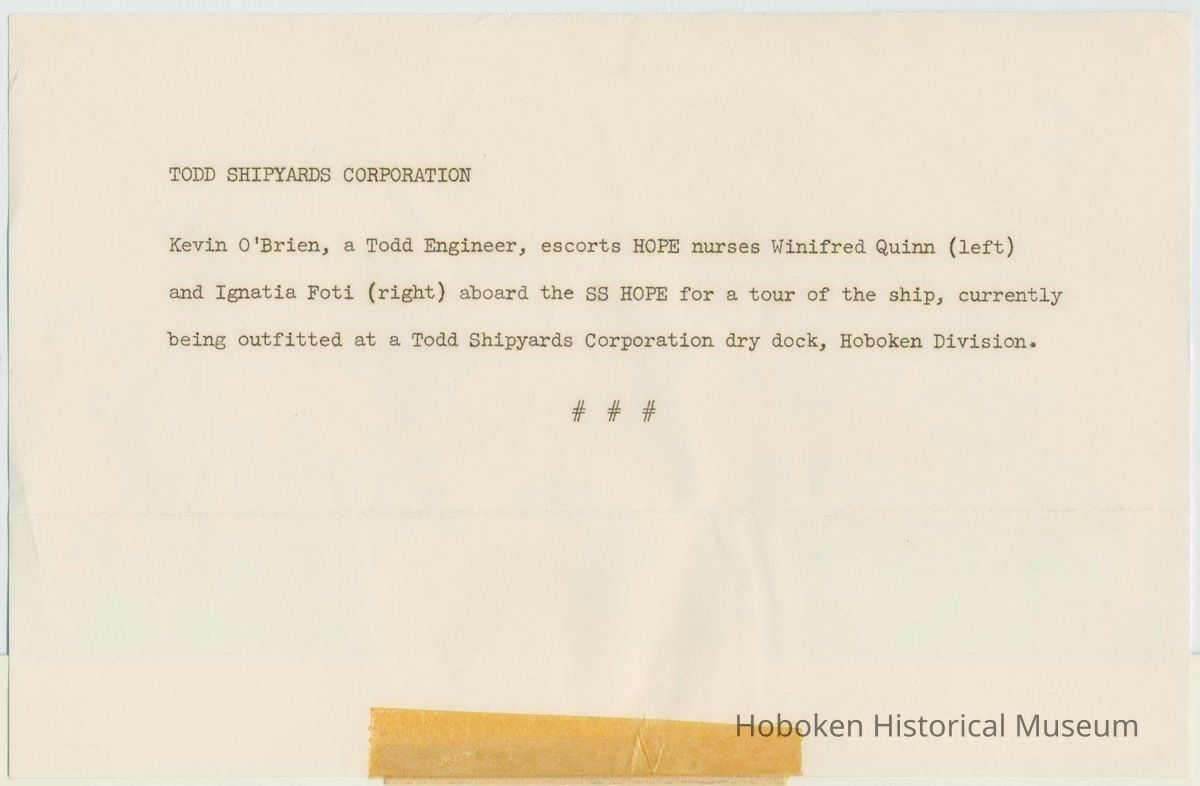 TODD SHIPYARDS CORPORATION
Kevin O'Brien, a Todd Engineer, escorts HOPE nurses Winifred Quinn (left)
and Ignatia Foti (right) aboard the SS HOPE for a tour of the ship, currently
being outfitted at a Todd Shipyards Corporation dry dock, Hoboken Division.
# # #
Hoboken Historical Museum